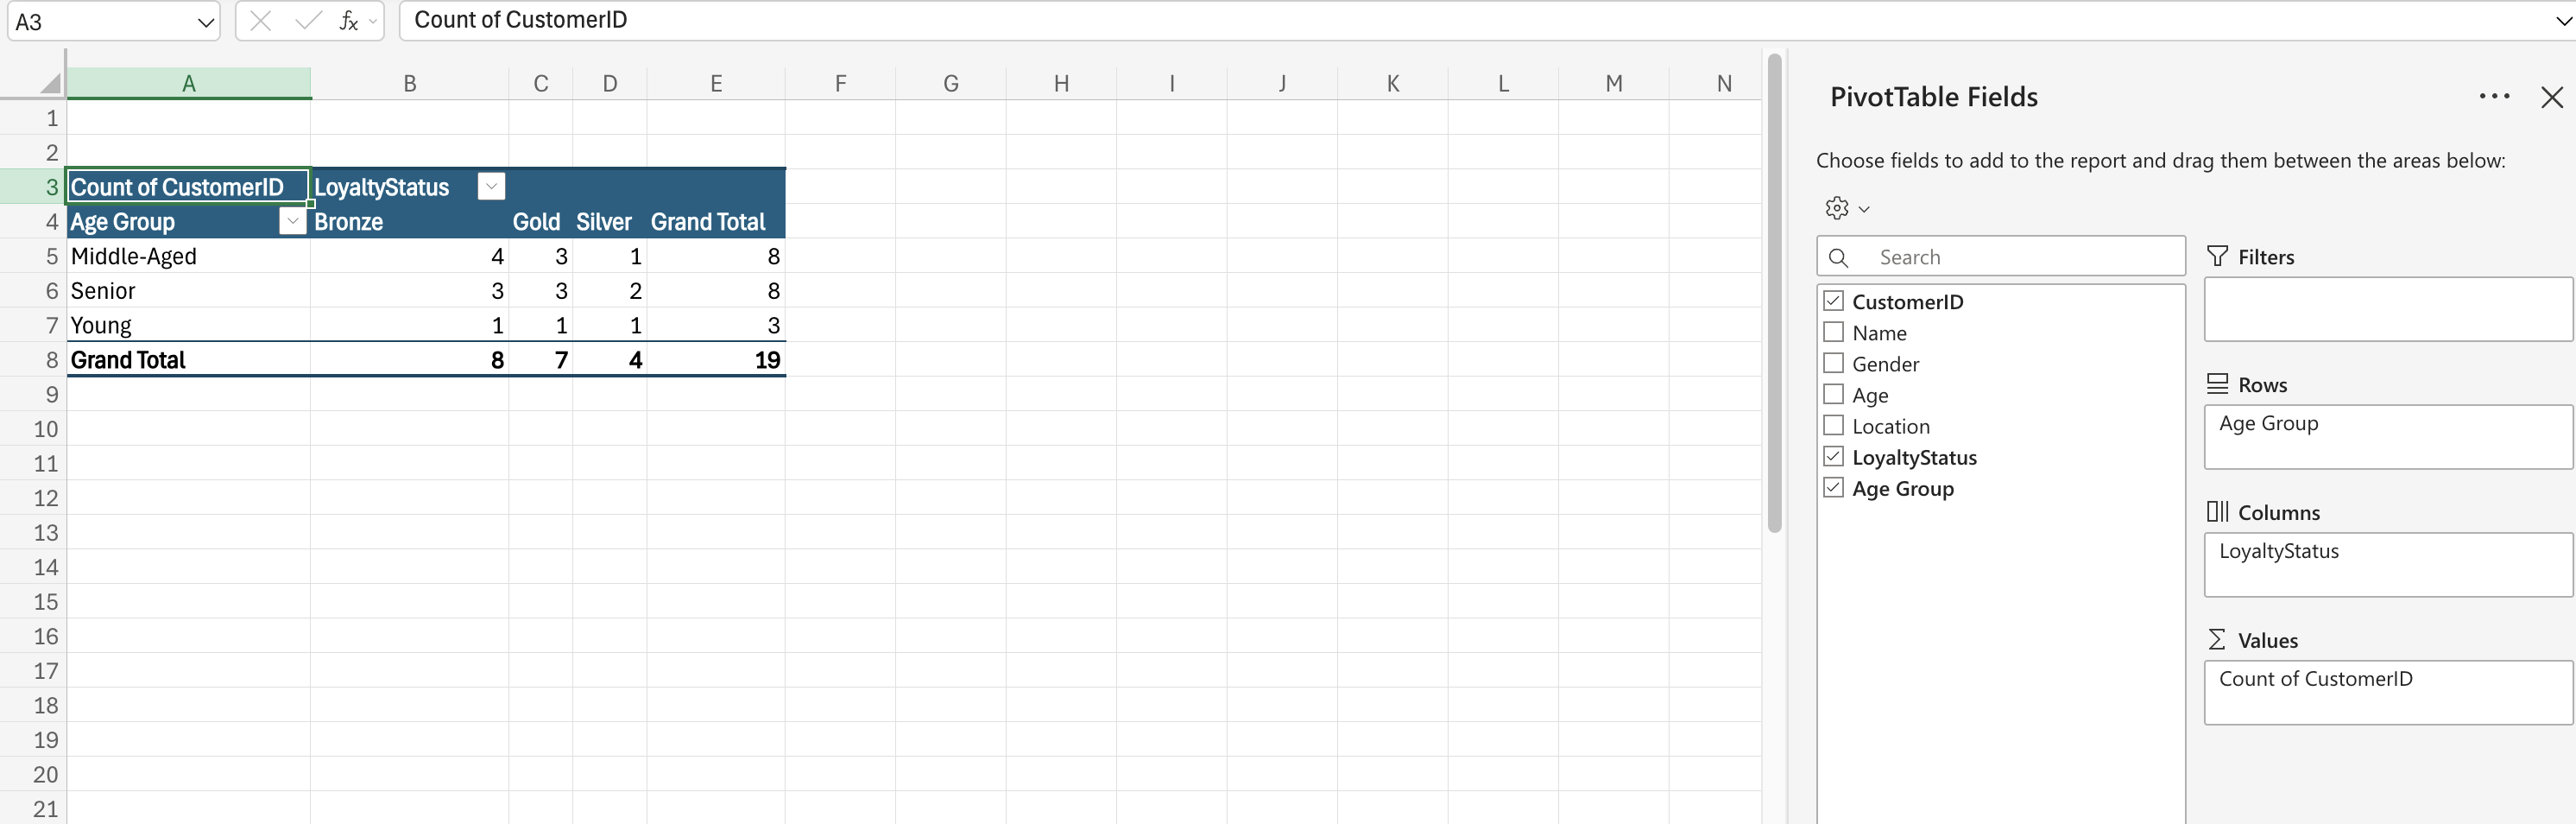 A3
fx
Count of CustomerID
A B C D E F G H I J K L M N
1
2
3 Count of CustomerID LoyaltyStatus
4 Age Group Bronze Gold Silver Grand Total
5 Middle-Aged 4 3 1 8
6 Senior 3 3 2 8
7 Young 1 1 1 3
8 Grand Total 8 7 4 19
9
10
11
12
13
14
15
16
17
18
19
20
21
PivotTable Fields
Choose fields to add to the report and drag them between the areas below:
Search
CustomerID
Name
Gender
Age
Location
LoyaltyStatus
Age Group
Filters
Rows
Age Group
Columns
LoyaltyStatus
Σ Values
Count of CustomerID